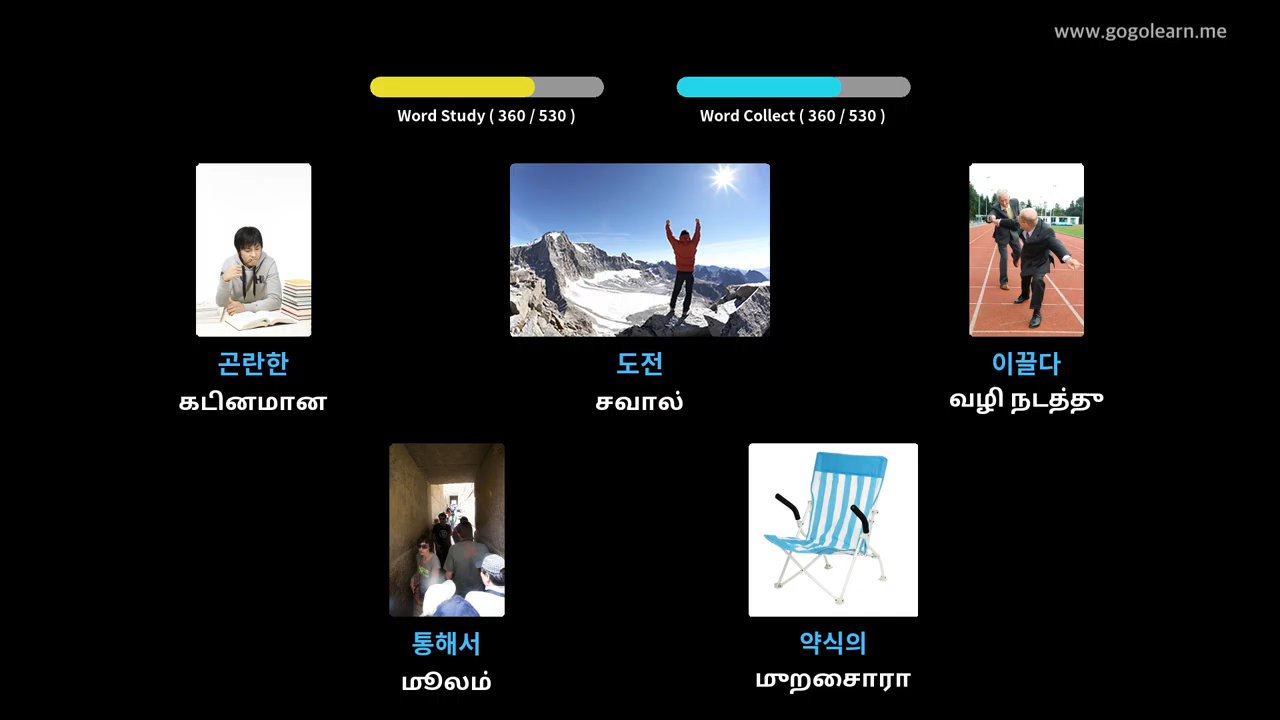 www.gogolearn.me
Word Study ( 360 / 530 )
Word Collect ( 360 / 530 )
곤란한
도전
이끌다
கடினமான
சவால்
வழி நடத்து
통해서
약식의
மூலம்
முறைசாரா